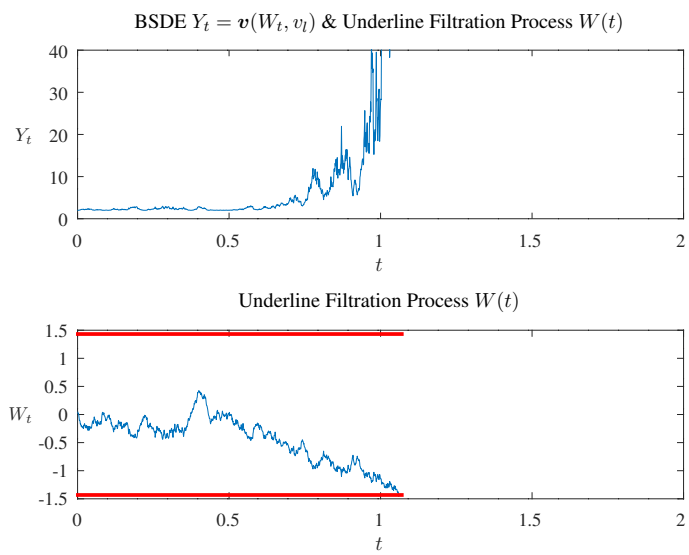 BSDE $Y_t = \boldsymbol{v}(W_t, v_l)$ & Underline Filtration Process $W(t)$
40
30
$Y_t$ 20
10
0
0 0.5 1 1.5 2
$t$
Underline Filtration Process $W(t)$
1.5
1
0.5
$W_t$ 0
-0.5
-1
-1.5
0 0.5 1 1.5 2
$t$